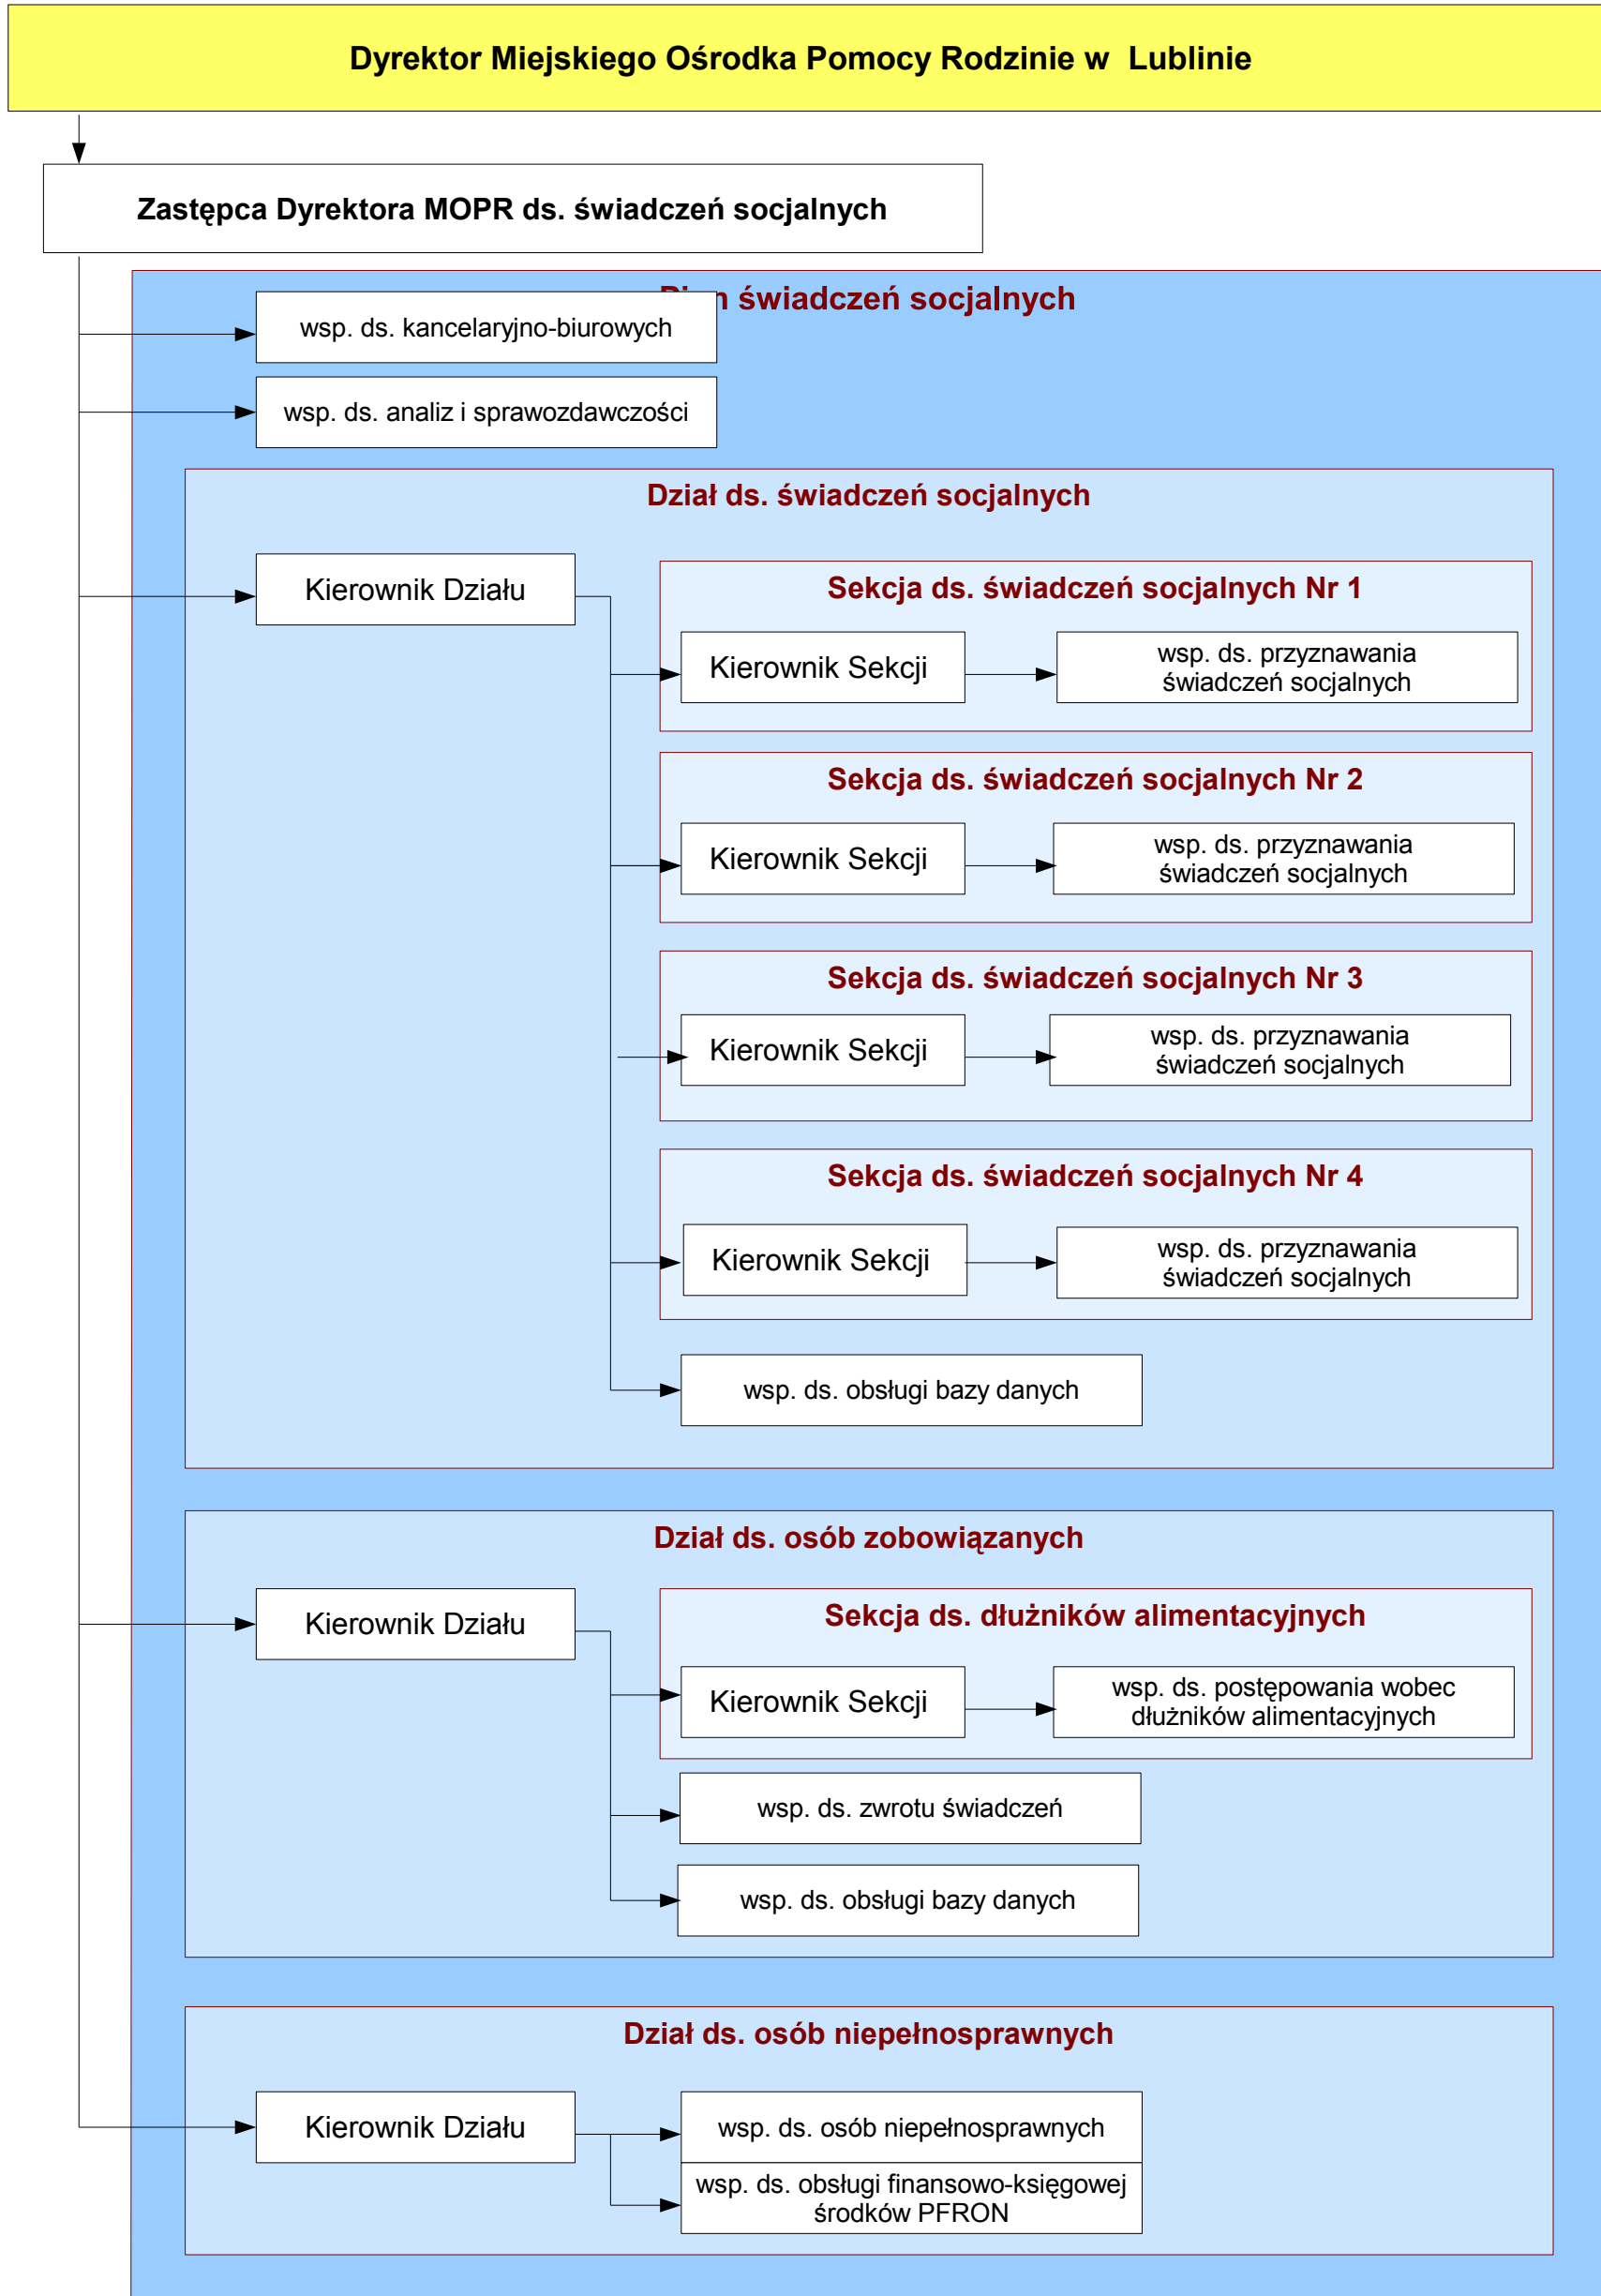 Dyrektor Miejskiego Ośrodka Pomocy Rodzinie w Lublinie
Zastępca Dyrektora MOPR ds. świadczeń socjalnych
świadczeń socjalnych
wsp. ds. kancelaryjno-biurowych
wsp. ds. analiz i sprawozdawczości
Dział ds. świadczeń socjalnych
Kierownik Działu
Sekcja ds. świadczeń socjalnych Nr 1
Kierownik Sekcji
wsp. ds. przyznawania
świadczeń socjalnych
Sekcja ds. świadczeń socjalnych Nr 2
Kierownik Sekcji
wsp. ds. przyznawania
świadczeń socjalnych
Sekcja ds. świadczeń socjalnych Nr 3
Kierownik Sekcji
wsp. ds. przyznawania
świadczeń socjalnych
Sekcja ds. świadczeń socjalnych Nr 4
Kierownik Sekcji
wsp. ds. przyznawania
świadczeń socjalnych
wsp. ds. obsługi bazy danych
Dział ds. osób zobowiązanych
Kierownik Działu
Sekcja ds. dłużników alimentacyjnych
Kierownik Sekcji
wsp. ds. postępowania wobec
dłużników alimentacyjnych
wsp. ds. zwrotu świadczeń
wsp. ds. obsługi bazy danych
Dział ds. osób niepełnosprawnych
Kierownik Działu
wsp. ds. osób niepełnosprawnych
wsp. ds. obsługi finansowo-księgowej
środków PFRON